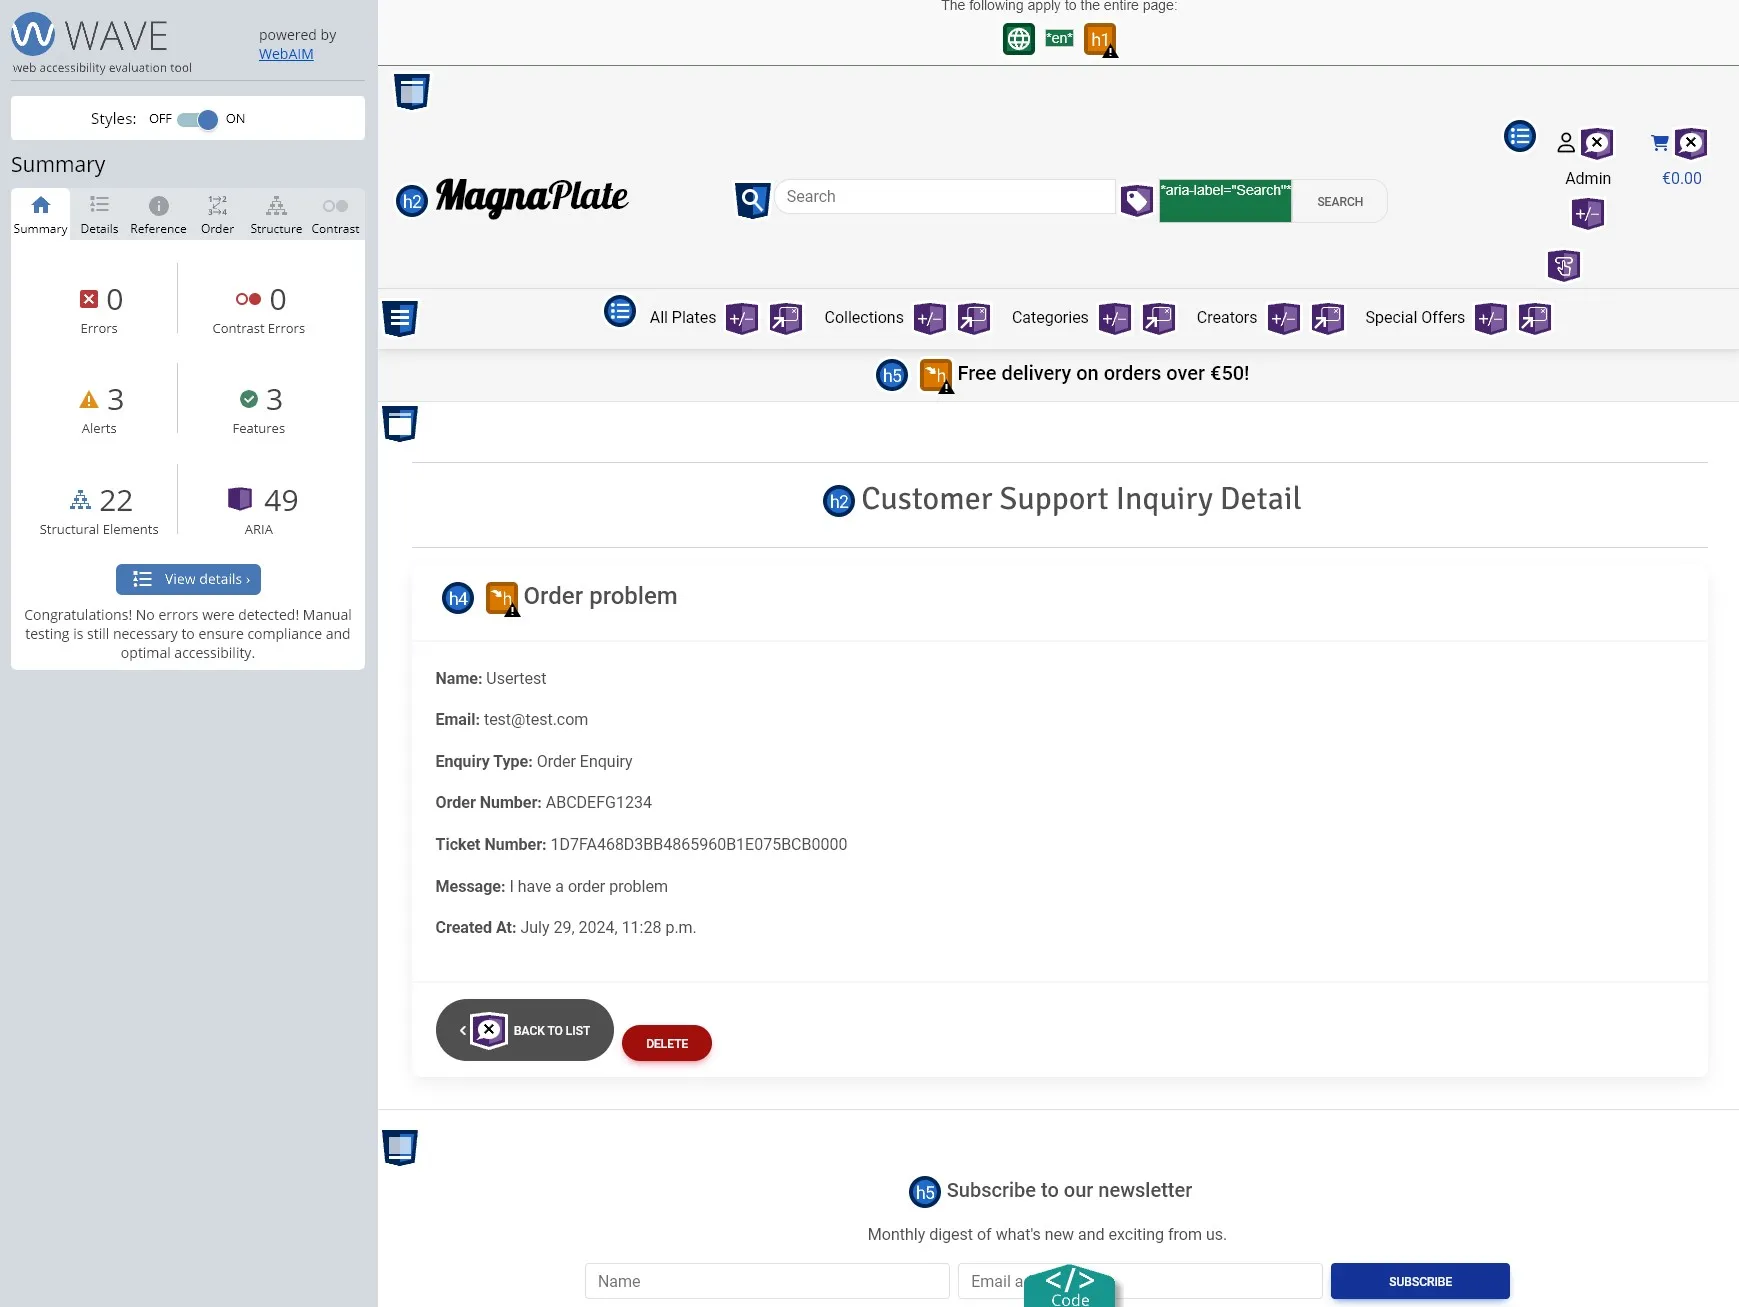 WAVE
web accessibility evaluation tool
powered by
WebAIM
Styles: OFF ON
Summary
Summary Details Reference Order Structure Contrast
0 Errors
0 Contrast Errors
3 Alerts
3 Features
22 Structural Elements
49 ARIA
View details ›
Congratulations! No errors were detected! Manual
testing is still necessary to ensure compliance and
optimal accessibility.
The following apply to the entire page:
*en* h1
h2 MagnaPlate
Search
*aria-label="Search"*
SEARCH
Admin
€0.00
All Plates Collections Categories Creators Special Offers
h5 h Free delivery on orders over €50!
h2 Customer Support Inquiry Detail
h4 h Order problem
Name: Usertest
Email: test@test.com
Enquiry Type: Order Enquiry
Order Number: ABCDEFG1234
Ticket Number: 1D7FA468D3BB4865960B1E075BCB0000
Message: I have a order problem
Created At: July 29, 2024, 11:28 p.m.
BACK TO LIST
DELETE
h5 Subscribe to our newsletter
Monthly digest of what's new and exciting from us.
Name
Email a
SUBSCRIBE
</>
Code